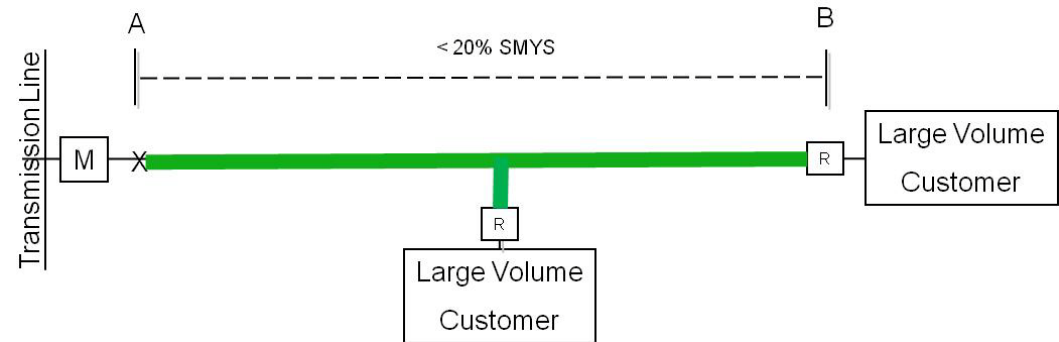 A
B
< 20% SMYS
Transmission Line
M
X
R
Large Volume
Customer
R
Large Volume
Customer